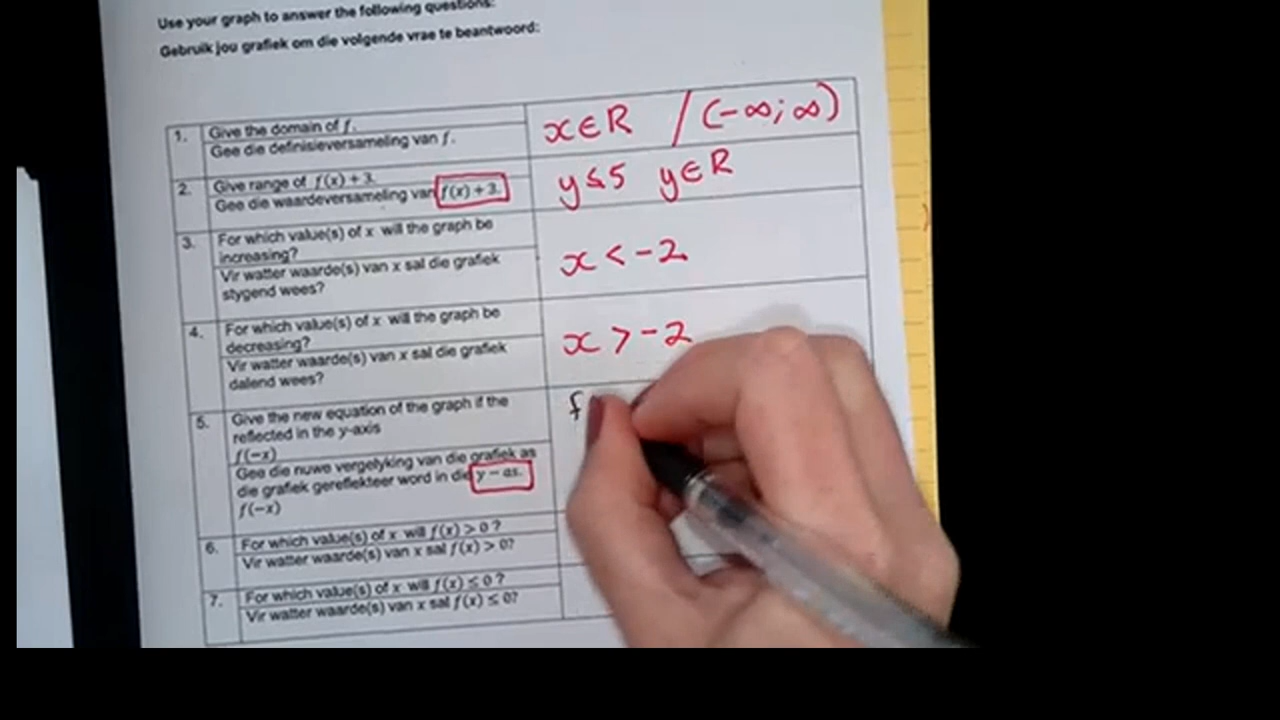 Use your graph to answer the following questions:
Gebruik jou grafiek om die volgende vrae te beantwoord:
1. Give the domain of f.
Gee die definisieversameling van f.
x∈R / (-∞; ∞)
2. Give range of f(x) + 3.
Gee die waardeversameling van f(x) + 3.
y ≤ 5 y∈R
3. For which value(s) of x will the graph be
increasing?
Vir watter waarde(s) van x sal die grafiek
stygend wees?
x < -2
4. For which value(s) of x will the graph be
decreasing?
Vir watter waarde(s) van x sal die grafiek
dalend wees?
x > -2
5. Give the new equation of the graph if the
reflected in the y-axis
f(-x)
Gee die nuwe vergelyking van die grafiek as
die grafiek gereflekteer word in die y - as.
f(-x)
f
6. For which value(s) of x will f(x) > 0 ?
Vir watter waarde(s) van x sal f(x) > 0?
7. For which value(s) of x will f(x) ≤ 0 ?
Vir watter waarde(s) van x sal f(x) ≤ 0?